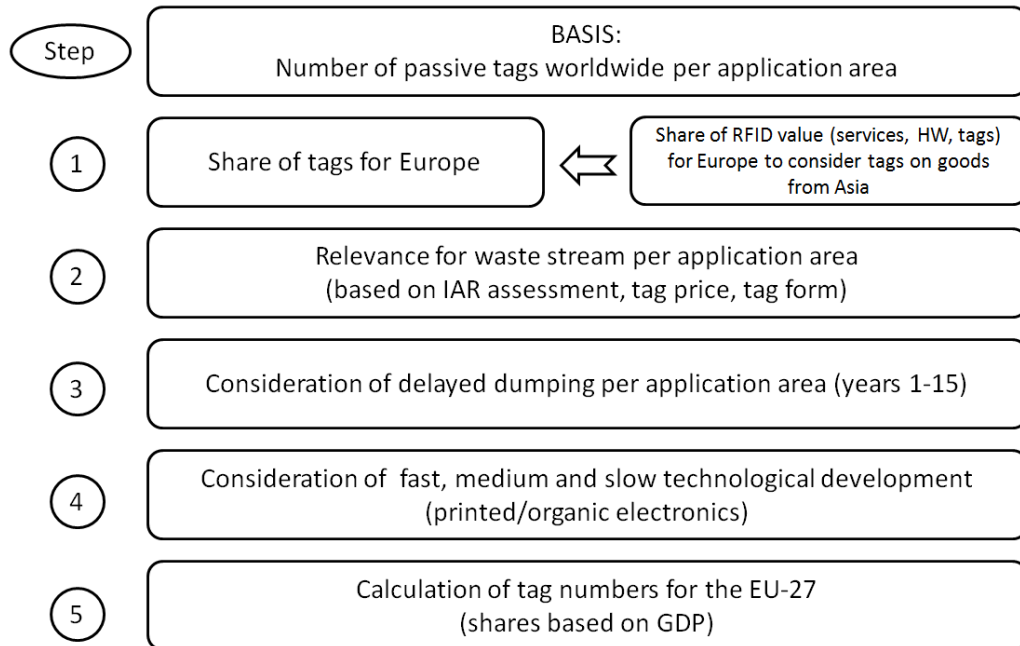 Step
BASIS:
Number of passive tags worldwide per application area
1
Share of tags for Europe
Share of RFID value (services, HW, tags)
for Europe to consider tags on goods
from Asia
2
Relevance for waste stream per application area
(based on IAR assessment, tag price, tag form)
3
Consideration of delayed dumping per application area (years 1-15)
4
Consideration of fast, medium and slow technological development
(printed/organic electronics)
5
Calculation of tag numbers for the EU-27
(shares based on GDP)